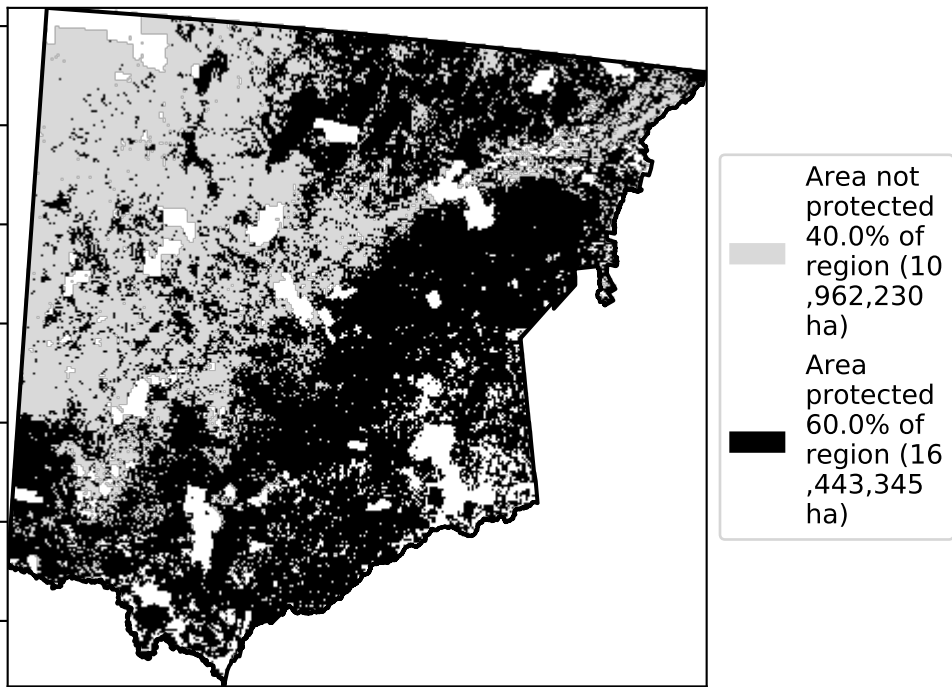 Area not
protected
40.0% of
region (10
,962,230
ha)
Area
protected
60.0% of
region (16
,443,345
ha)